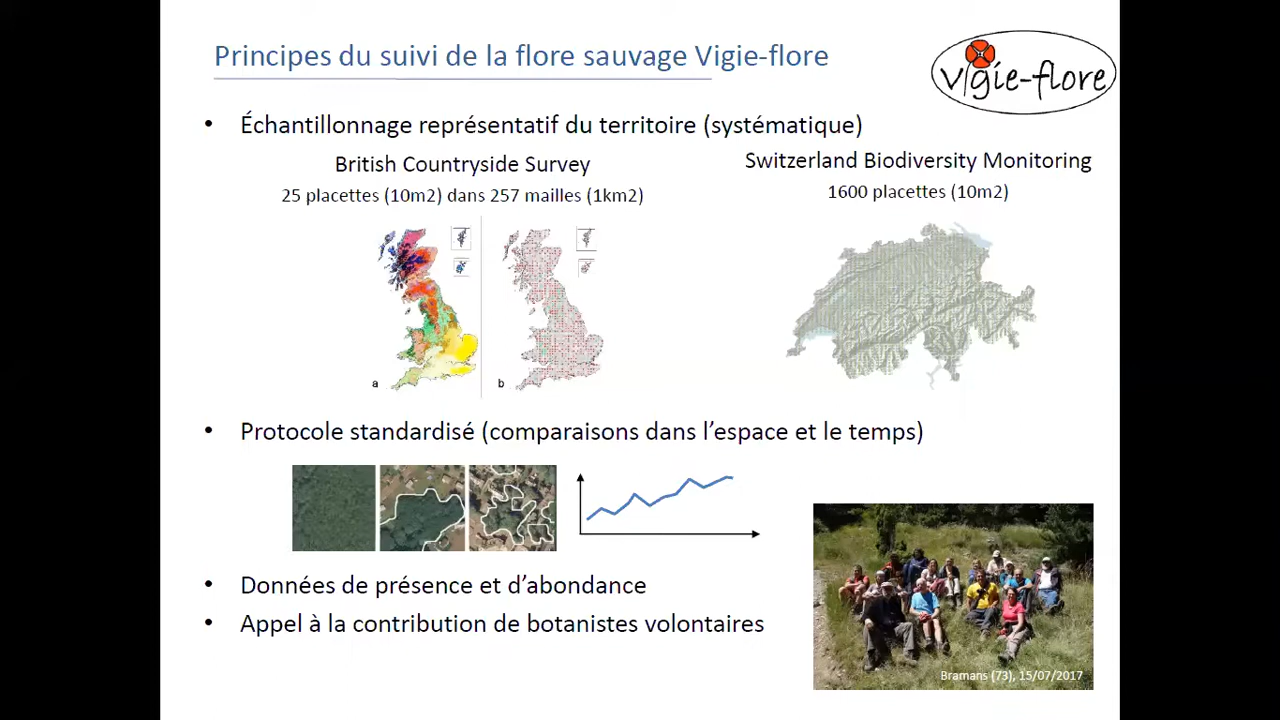 Principes du suivi de la flore sauvage Vigie-flore
vigie-flore
• Échantillonnage représentatif du territoire (systématique)
British Countryside Survey
25 placettes (10m2) dans 257 mailles (1km2)
Switzerland Biodiversity Monitoring
1600 placettes (10m2)
a
b
• Protocole standardisé (comparaisons dans l’espace et le temps)
• Données de présence et d’abondance
• Appel à la contribution de botanistes volontaires
Bramans (73), 15/07/2017